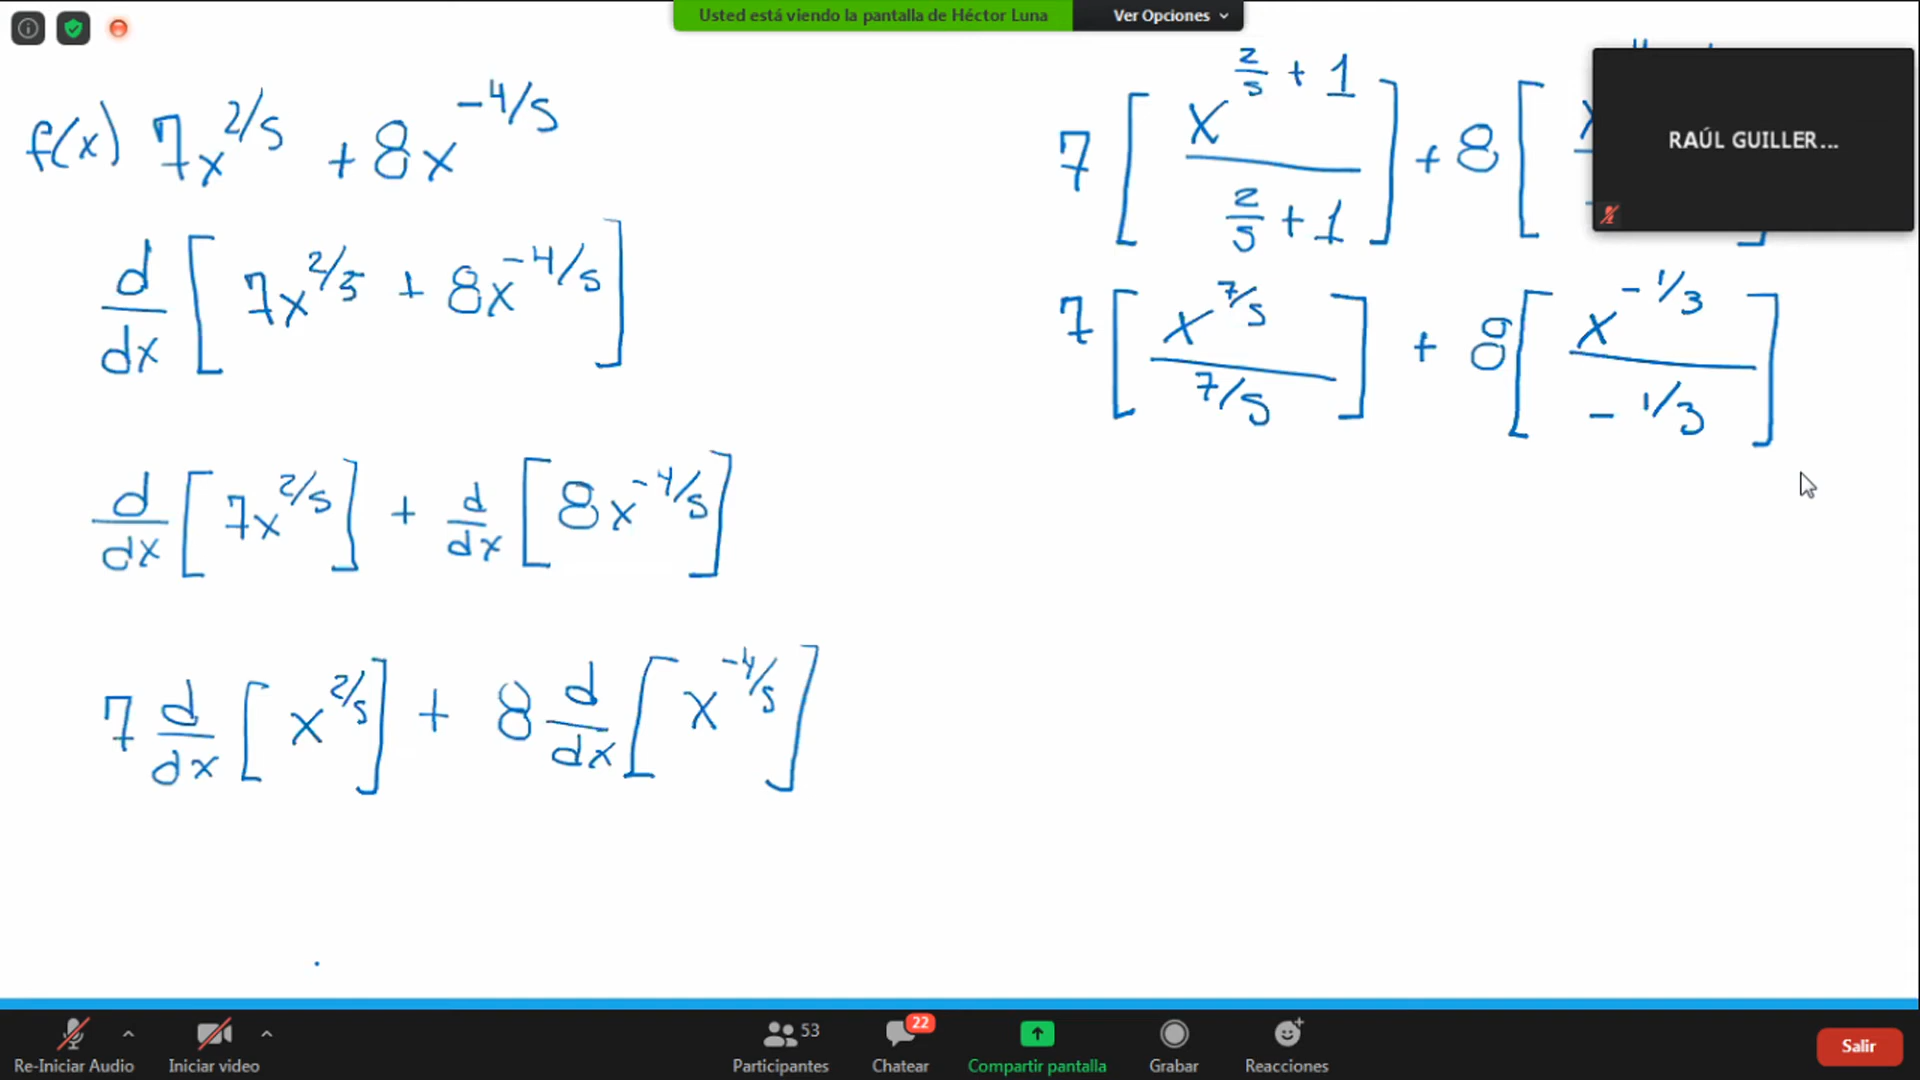 Usted está viendo la pantalla de Héctor Luna
Ver Opciones
f(x) 7x^{2/5} + 8x^{-4/5}
d/dx [7x^{2/5} + 8x^{-4/5}]
d/dx [7x^{2/5}] + d/dx [8x^{-4/5}]
7 d/dx [x^{2/5}] + 8 d/dx [x^{-4/5}]
7 [x^{2/5 + 1} / (2/5 + 1)] + 8 [
RAÚL GUILLER...
7 [x^{7/5} / (7/5)] + 8 [x^{-1/3} / (-1/3)]
Re-Iniciar Audio
Iniciar video
53
Participantes
22
Chatear
Compartir pantalla
Grabar
Reacciones
Salir